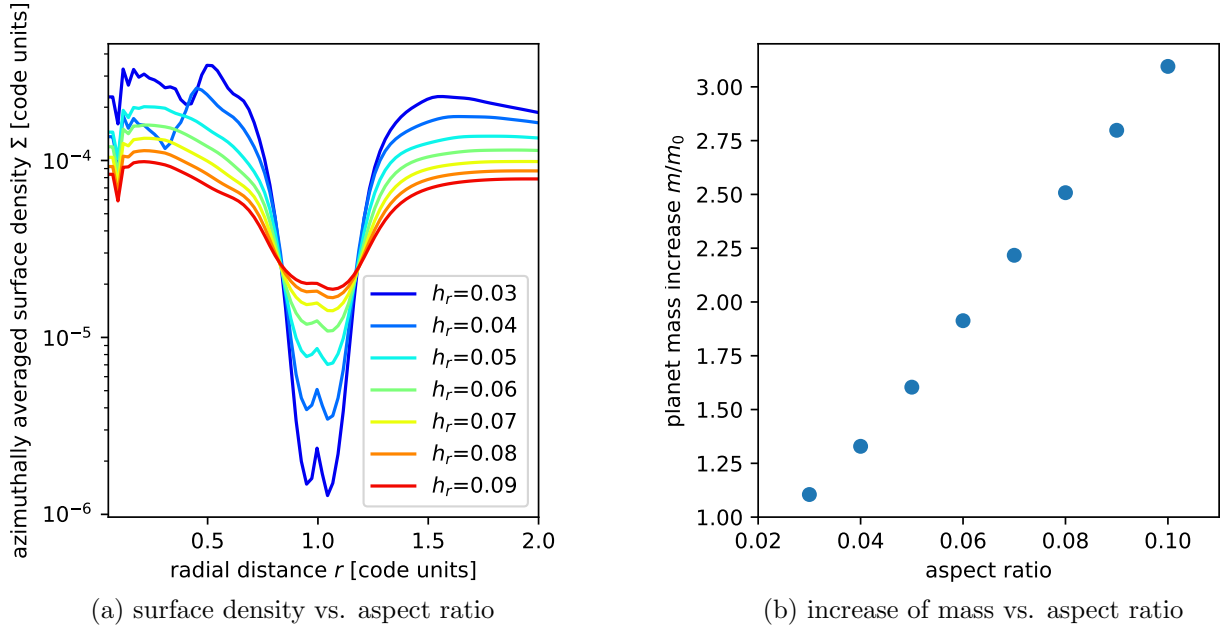 azimuthally averaged surface density Σ [code units]
10⁻⁴
10⁻⁵
10⁻⁶
h_r=0.03
h_r=0.04
h_r=0.05
h_r=0.06
h_r=0.07
h_r=0.08
h_r=0.09
0.5 1.0 1.5 2.0
radial distance r [code units]
(a) surface density vs. aspect ratio
planet mass increase m/m₀
3.00
2.75
2.50
2.25
2.00
1.75
1.50
1.25
1.00
0.02 0.04 0.06 0.08 0.10
aspect ratio
(b) increase of mass vs. aspect ratio